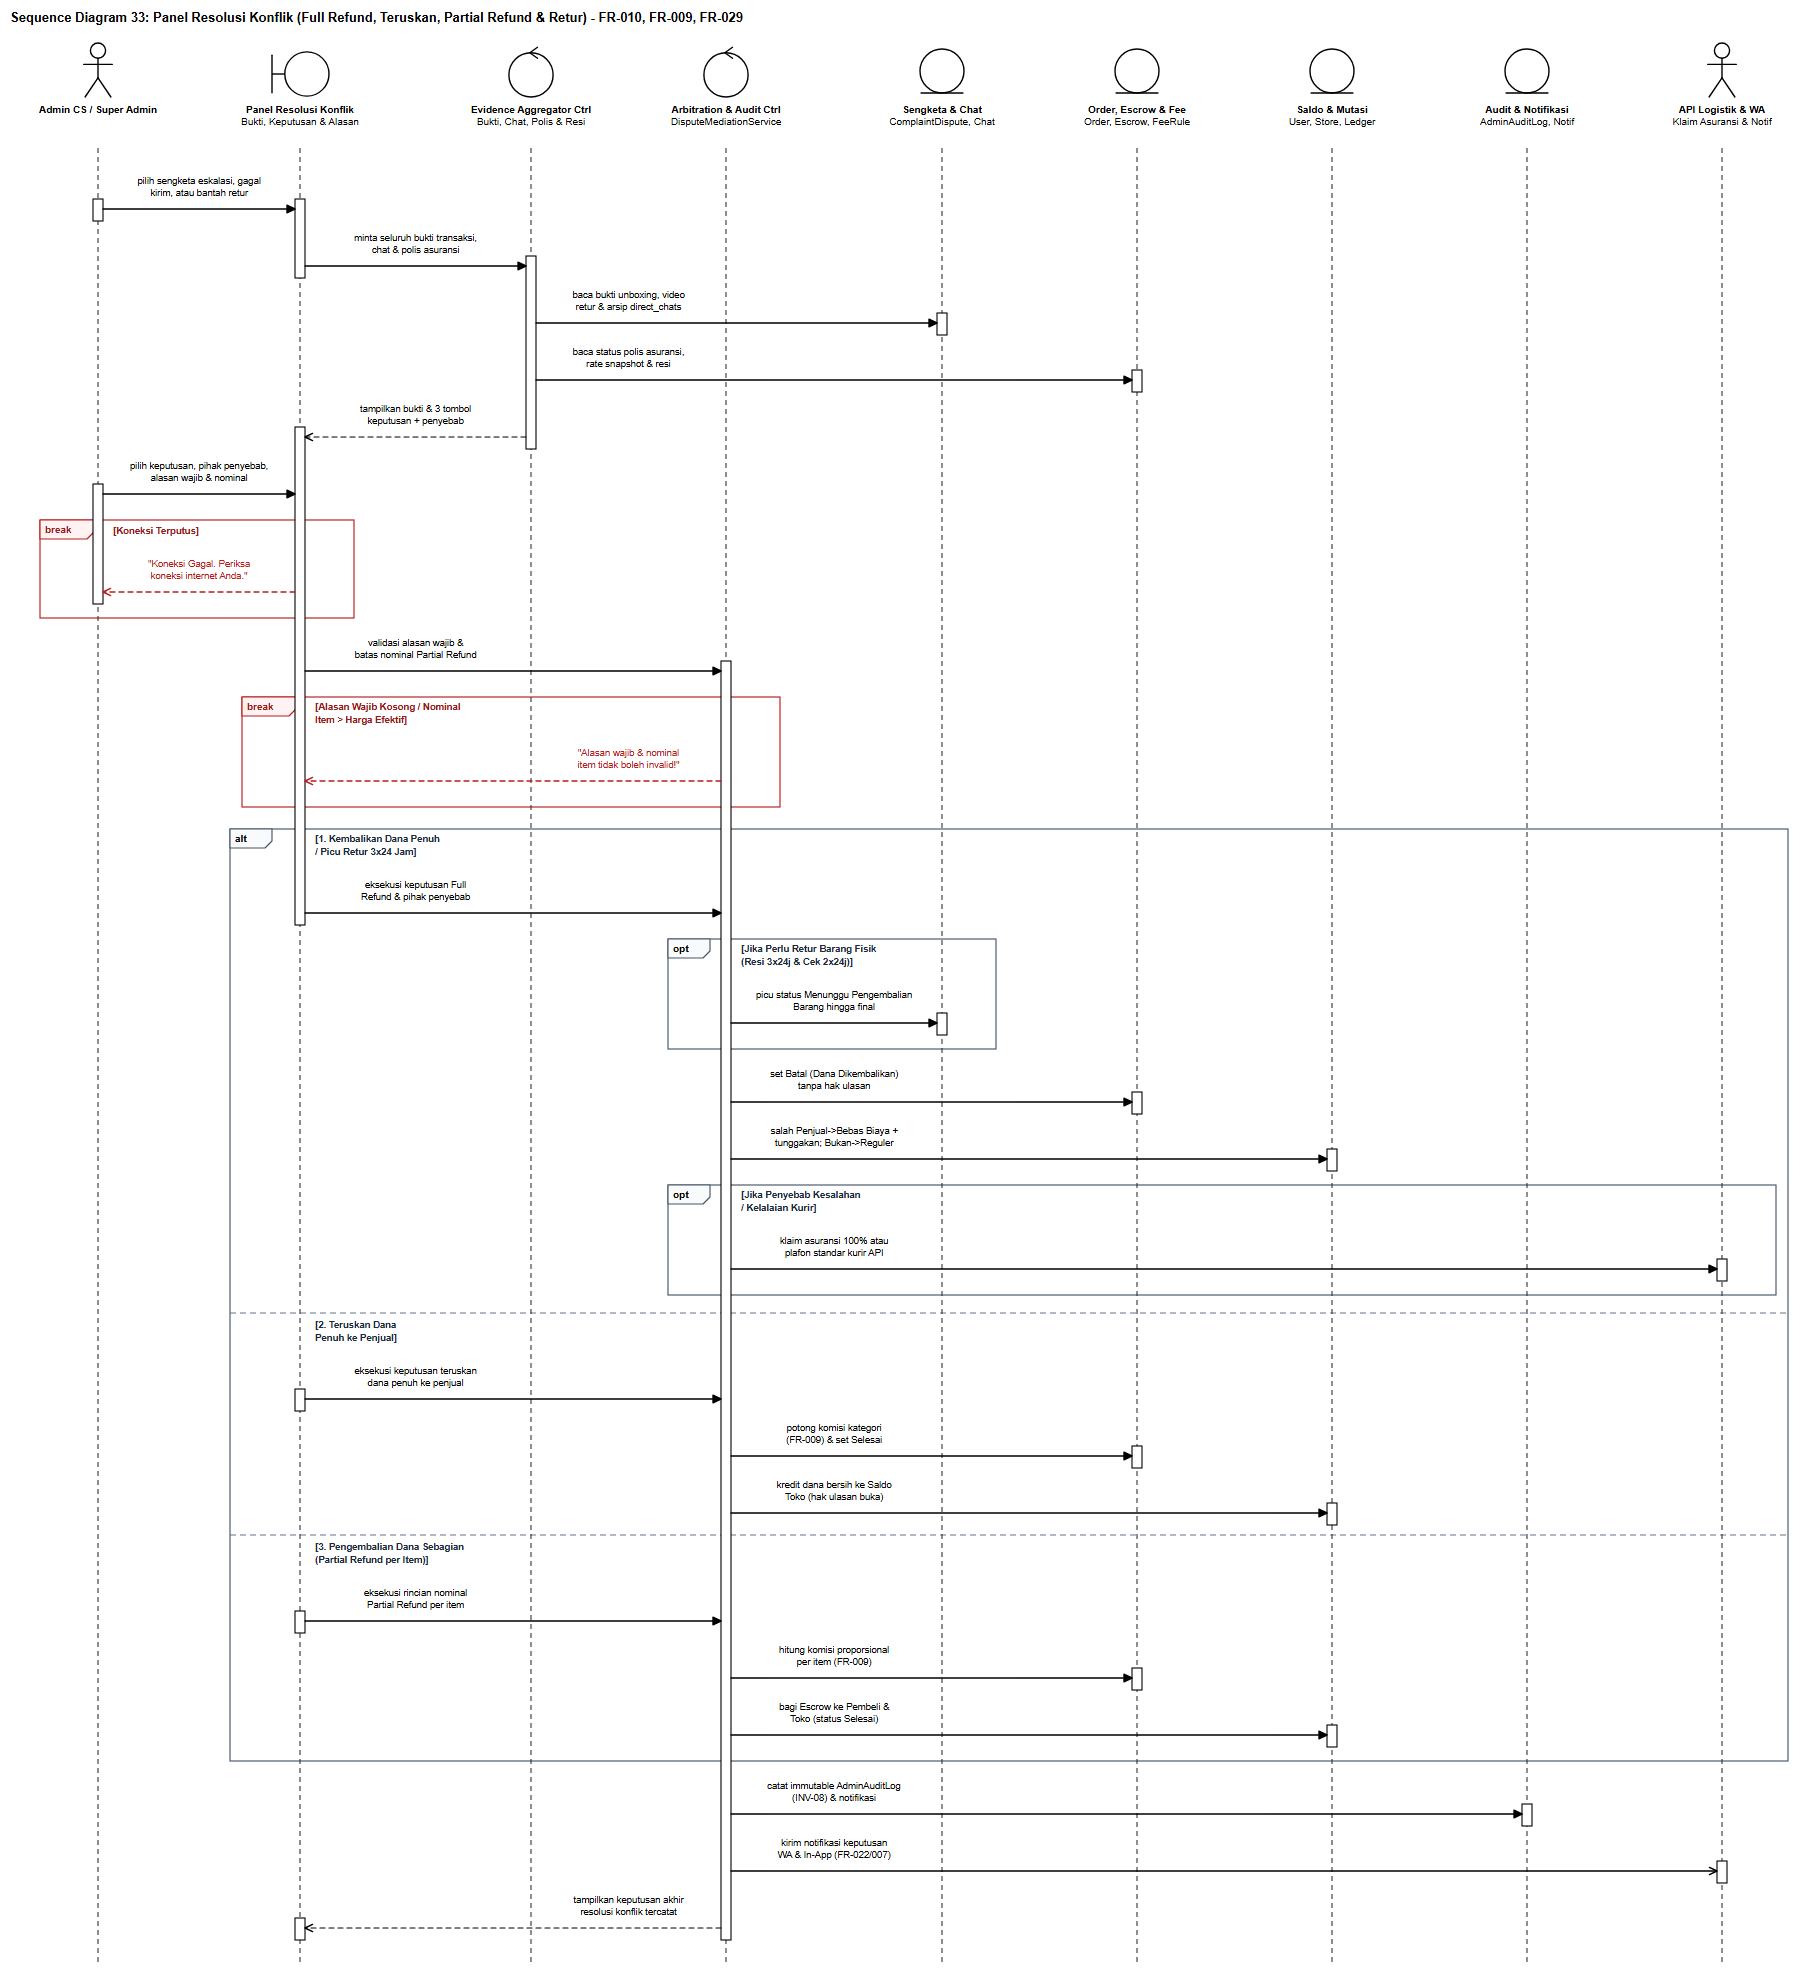 Sequence Diagram 33: Panel Resolusi Konflik (Full Refund, Teruskan, Partial Refund & Retur) - FR-010, FR-009, FR-029
Admin CS / Super Admin
Panel Resolusi Konflik
Bukti, Keputusan & Alasan
Evidence Aggregator Ctrl
Bukti, Chat, Polis & Resi
Arbitration & Audit Ctrl
DisputeMediationService
Sengketa & Chat
ComplaintDispute, Chat
Order, Escrow & Fee
Order, Escrow, FeeRule
Saldo & Mutasi
User, Store, Ledger
Audit & Notifikasi
AdminAuditLog, Notif
API Logistik & WA
Klaim Asuransi & Notif
pilih sengketa eskalasi, gagal
kirim, atau bantah retur
minta seluruh bukti transaksi,
chat & polis asuransi
baca bukti unboxing, video
retur & arsip direct_chats
baca status polis asuransi,
rate snapshot & resi
tampilkan bukti & 3 tombol
keputusan + penyebab
pilih keputusan, pihak penyebab,
alasan wajib & nominal
break
[Koneksi Terputus]
"Koneksi Gagal. Periksa
koneksi internet Anda."
validasi alasan wajib &
batas nominal Partial Refund
break
[Alasan Wajib Kosong / Nominal
Item > Harga Efektif]
"Alasan wajib & nominal
item tidak boleh invalid!"
alt
[1. Kembalikan Dana Penuh
/ Picu Retur 3x24 Jam]
eksekusi keputusan Full
Refund & pihak penyebab
opt
[Jika Perlu Retur Barang Fisik
(Resi 3x24j & Cek 2x24j)]
picu status Menunggu Pengembalian
Barang hingga final
set Batal (Dana Dikembalikan)
tanpa hak ulasan
salah Penjual->Bebas Biaya +
tunggakan; Bukan->Reguler
opt
[Jika Penyebab Kesalahan
/ Kelalaian Kurir]
klaim asuransi 100% atau
plafon standar kurir API
[2. Teruskan Dana
Penuh ke Penjual]
eksekusi keputusan teruskan
dana penuh ke penjual
potong komisi kategori
(FR-009) & set Selesai
kredit dana bersih ke Saldo
Toko (hak ulasan buka)
[3. Pengembalian Dana Sebagian
(Partial Refund per Item)]
eksekusi rincian nominal
Partial Refund per item
hitung komisi proporsional
per item (FR-009)
bagi Escrow ke Pembeli &
Toko (status Selesai)
catat immutable AdminAuditLog
(INV-08) & notifikasi
kirim notifikasi keputusan
WA & In-App (FR-022/007)
tampilkan keputusan akhir
resolusi konflik tercatat